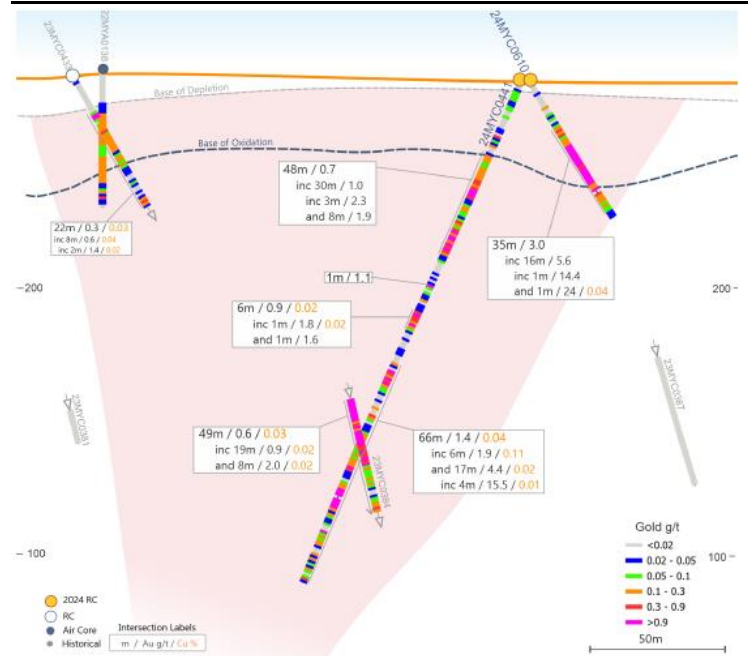 23MYC0433
22MYA0130
24MYC0610
Base of Depletion
Base of Oxidation
24MYC044
48m / 0.7
inc 30m / 1.0
inc 3m / 2.3
and 8m / 1.9
22m / 0.3 / 0.03
inc 8m / 0.6 / 0.04
inc 2m / 1.4 / 0.02
35m / 3.0
inc 16m / 5.6
inc 1m / 14.4
and 1m / 24 / 0.04
1m / 1.1
200
200
6m / 0.9 / 0.02
inc 1m / 1.8 / 0.02
and 1m / 1.6
23MYC0381
23MYC0387
49m / 0.6 / 0.03
inc 19m / 0.9 / 0.02
and 8m / 2.0 / 0.02
66m / 1.4 / 0.04
inc 6m / 1.9 / 0.11
and 17m / 4.4 / 0.02
inc 4m / 15.5 / 0.01
23MYC0384
100
100
Gold g/t
<0.02
0.02 - 0.05
0.05 - 0.1
0.1 - 0.3
0.3 - 0.9
>0.9
50m
2024 RC
RC
Air Core
Historical
Intersection Labels
m / Au g/t / Cu %